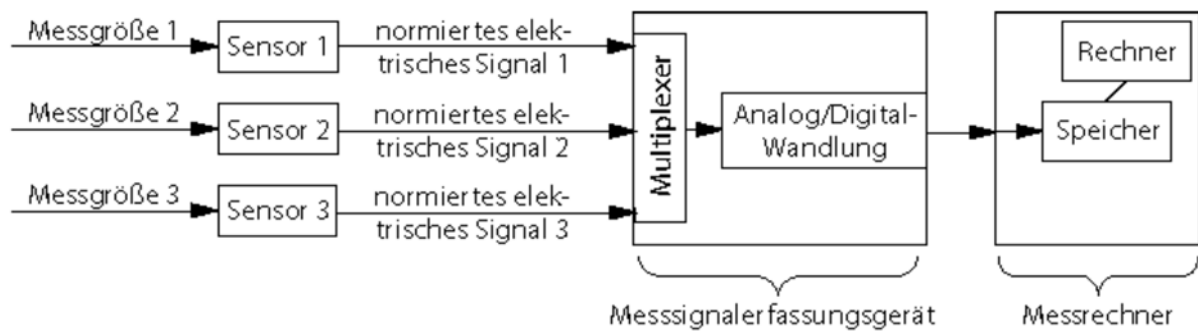 Messgröße 1
Sensor 1
normiertes elek-
trisches Signal 1
Messgröße 2
Sensor 2
normiertes elek-
trisches Signal 2
Messgröße 3
Sensor 3
normiertes elek-
trisches Signal 3
Multiplexer
Analog/Digital-
Wandlung
Rechner
Speicher
Messsignalerfassungsgerät
Messrechner